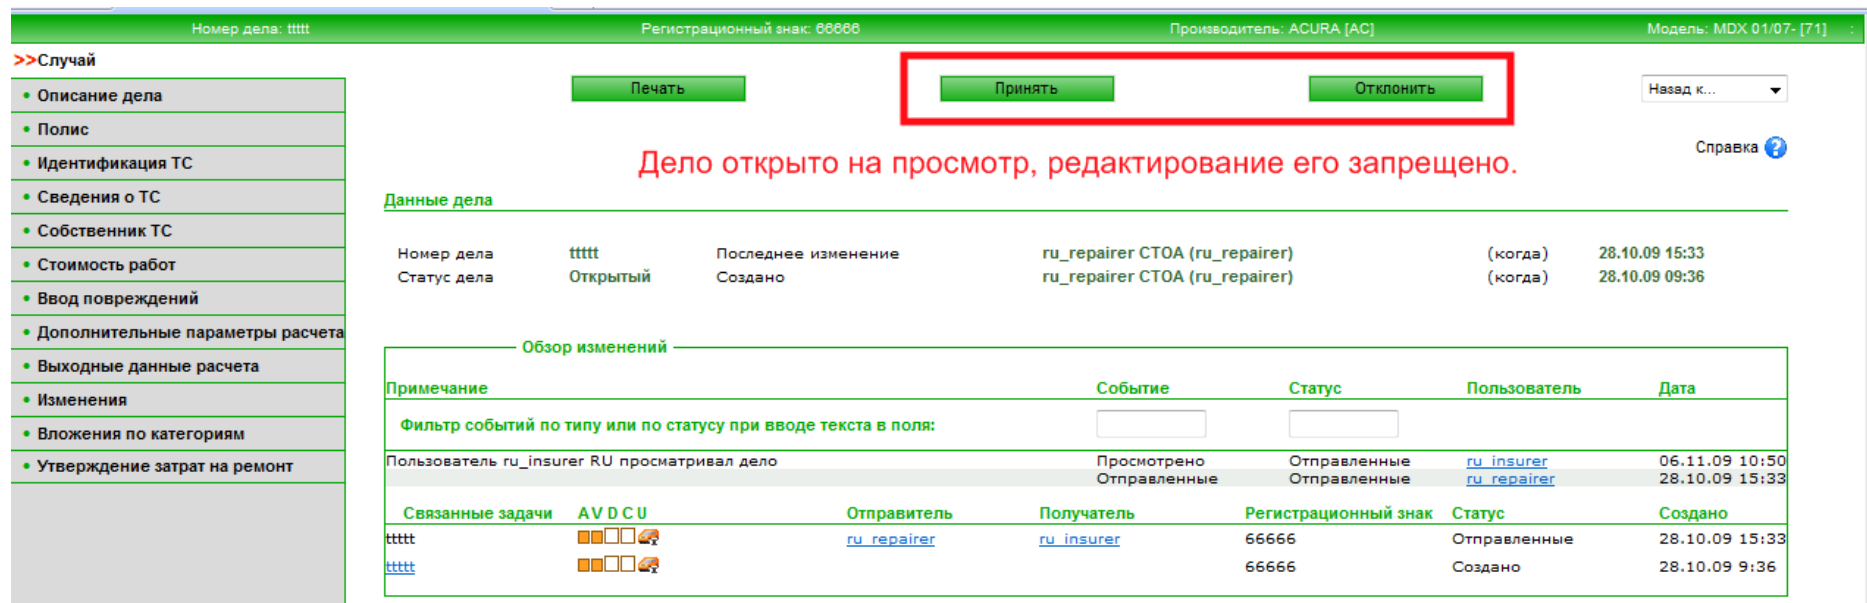 Номер дела: ttttt Регистрационный знак: 66666 Производитель: ACURA [AC] Модель: MDX 01/07- [71] :
>>Случай
Печать Принять Отклонить Назад к...
• Описание дела
• Полис
Справка ?
• Идентификация ТС
Дело открыто на просмотр, редактирование его запрещено.
• Сведения о ТС
Данные дела
• Собственник ТС
Номер дела ttttt Последнее изменение ru_repairer СТОА (ru_repairer) (когда) 28.10.09 15:33
• Стоимость работ
Статус дела Открытый Создано ru_repairer СТОА (ru_repairer) (когда) 28.10.09 09:36
• Ввод повреждений
• Дополнительные параметры расчета
Обзор изменений
• Выходные данные расчета
Примечание Событие Статус Пользователь Дата
• Изменения
Фильтр событий по типу или по статусу при вводе текста в поля:
• Вложения по категориям
Пользователь ru_insurer RU просматривал дело Просмотрено Отправленные ru_insurer 06.11.09 10:50
• Утверждение затрат на ремонт
Отправленные Отправленные ru_repairer 28.10.09 15:33
Связанные задачи A V D C U Отправитель Получатель Регистрационный знак Статус Создано
ttttt ru_repairer ru_insurer 66666 Отправленные 28.10.09 15:33
ttttt 66666 Создано 28.10.09 9:36